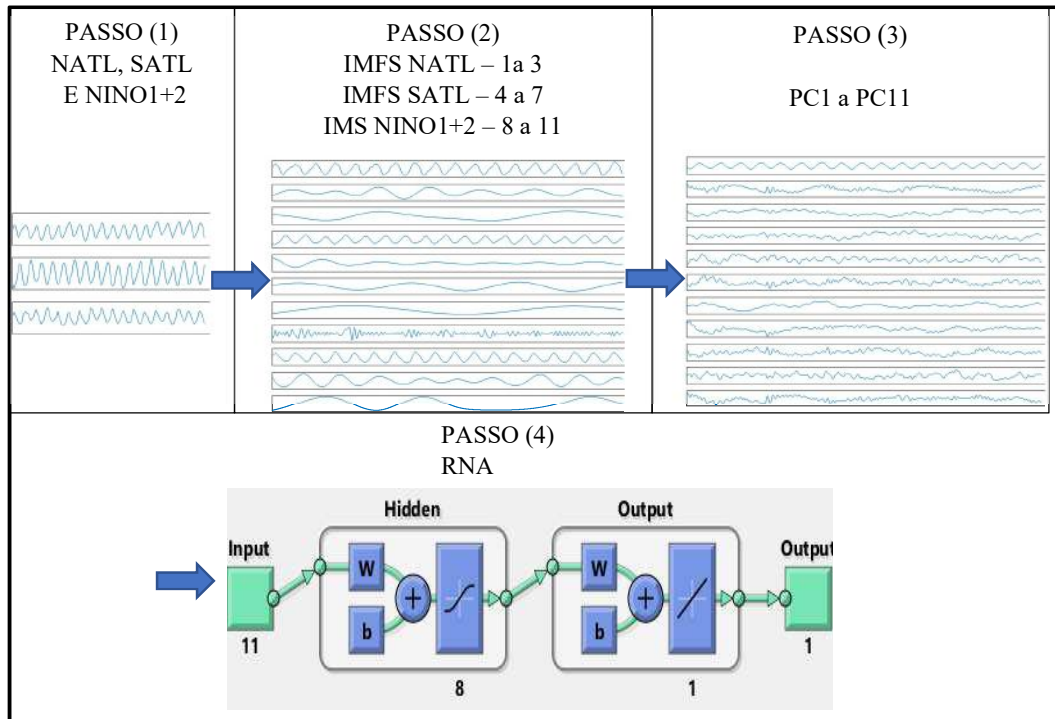 PASSO (1)
NATL, SATL
E NINO1+2
PASSO (2)
IMFS NATL – 1a 3
IMFS SATL – 4 a 7
IMS NINO1+2 – 8 a 11
PASSO (3)
PC1 a PC11
PASSO (4)
RNA
Hidden
Output
Input
Output
W
b
+
W
b
+
11
8
1
1